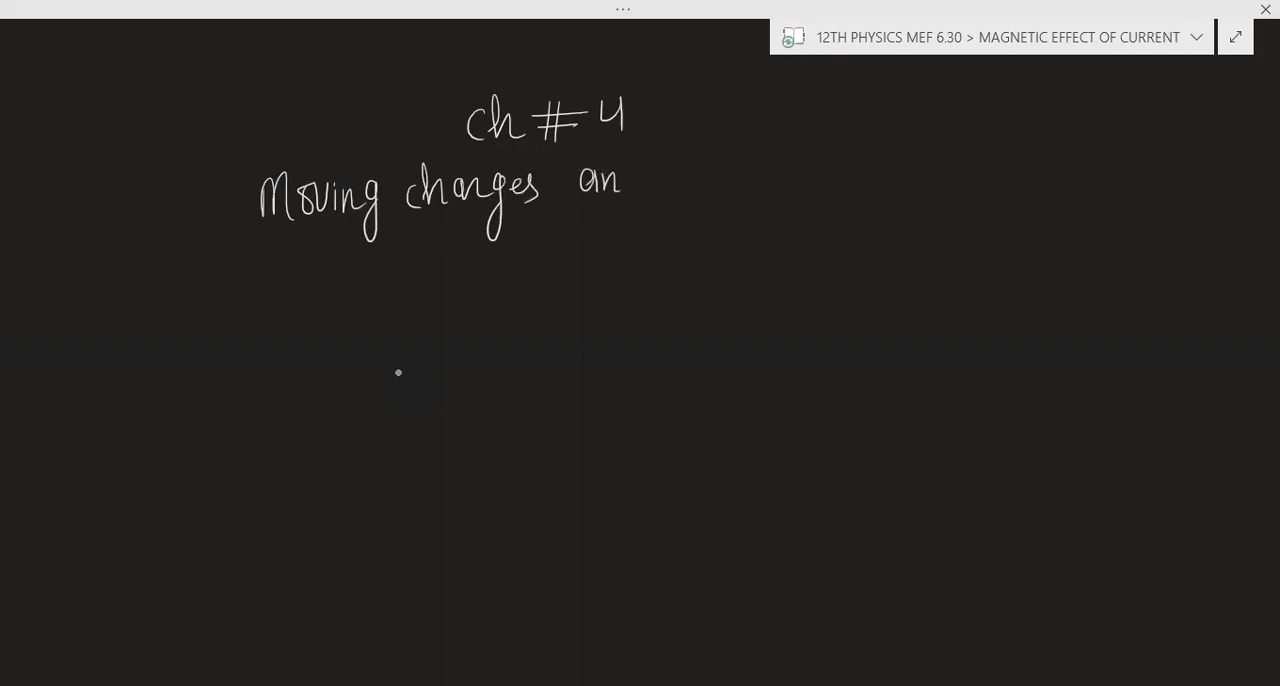 12TH PHYSICS MEF 6.30 > MAGNETIC EFFECT OF CURRENT
ch # 4
Moving changes an